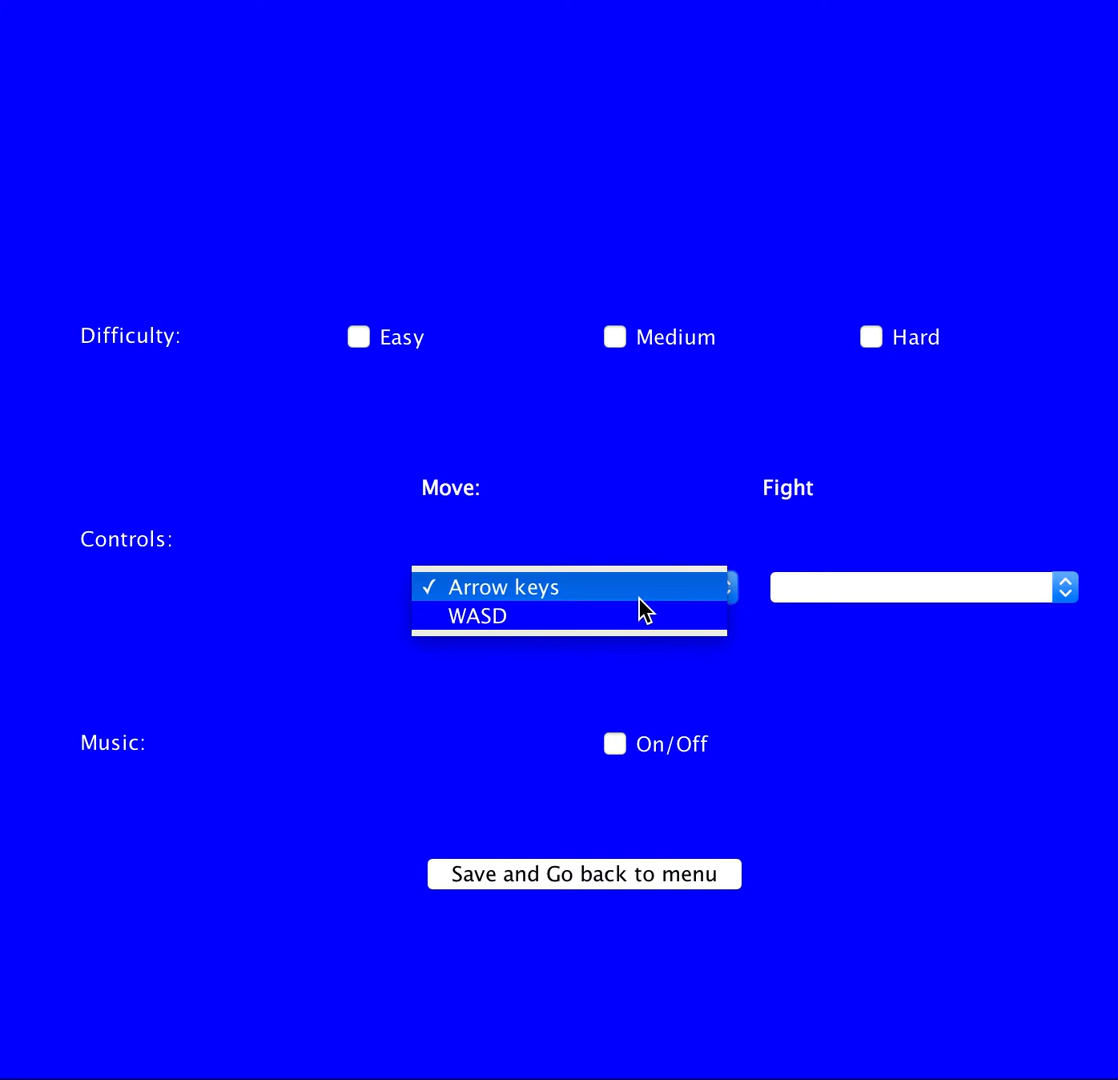 Difficulty: Easy Medium Hard
Move: Fight
Controls:
✓ Arrow keys
WASD
Music: On/Off
Save and Go back to menu